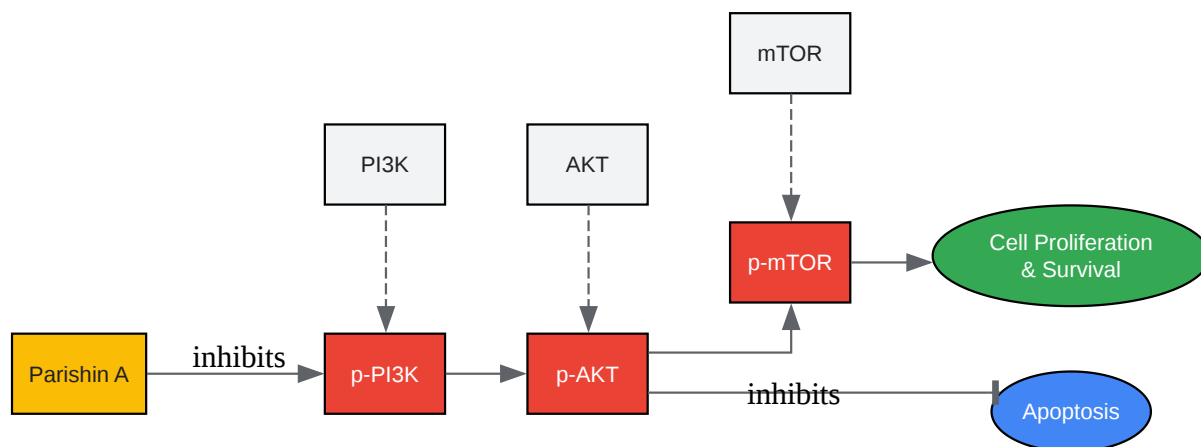 mTOR
PI3K
AKT
p-mTOR
Cell Proliferation
& Survival
Parishin A
inhibits
p-PI3K
p-AKT
inhibits
Apoptosis